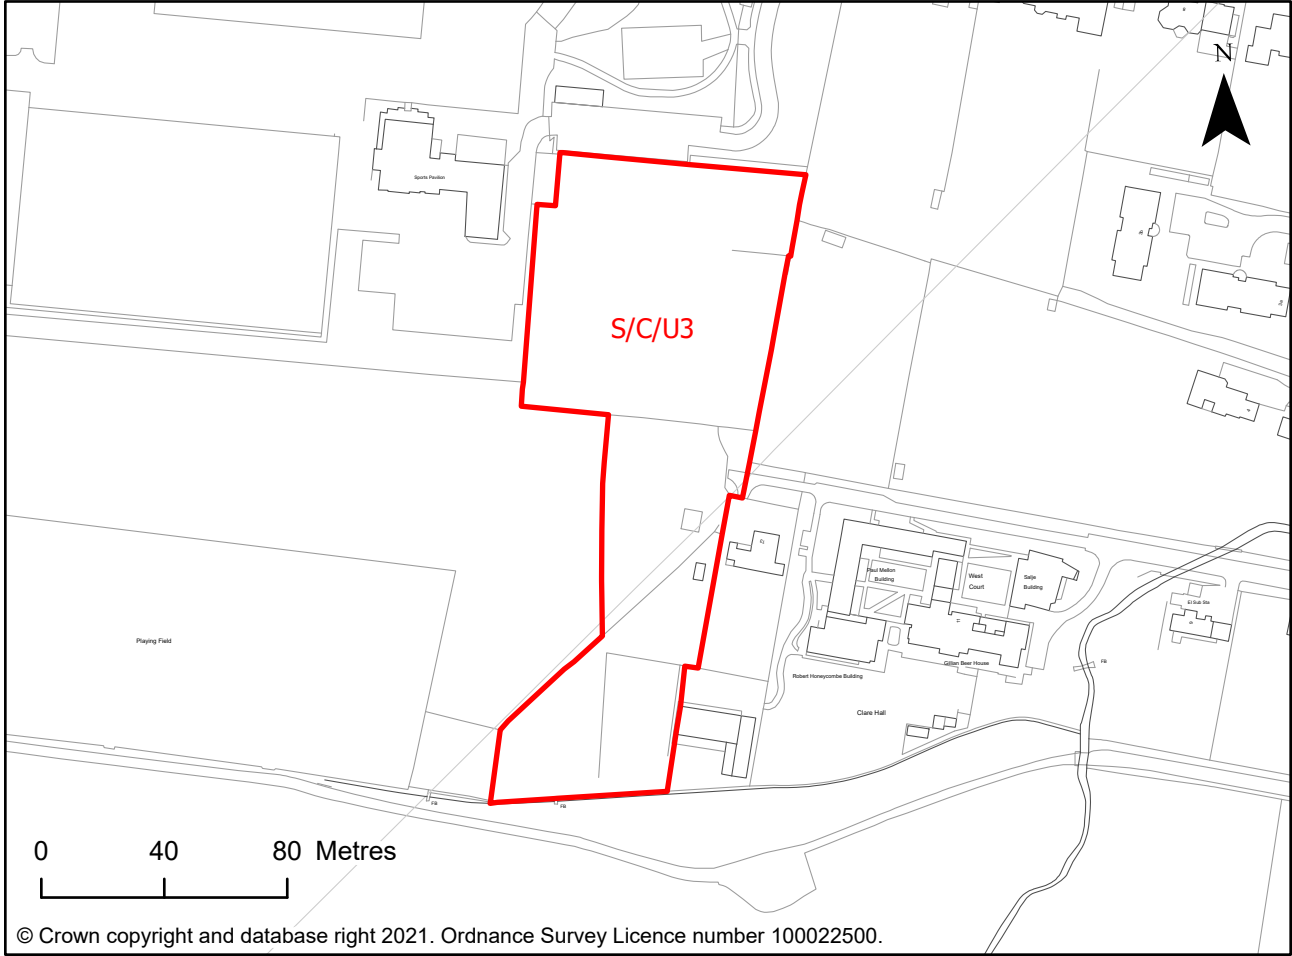 N
Sports Pavilion
S/C/U3
Paul Mellon
Building
West
Court
Salje
Building
El Sub Sta
Gillian Beer House
Robert Honeycombe Building
Clare Hall
Playing Field
FB
FB
FB
0 40 80 Metres
© Crown copyright and database right 2021. Ordnance Survey Licence number 100022500.